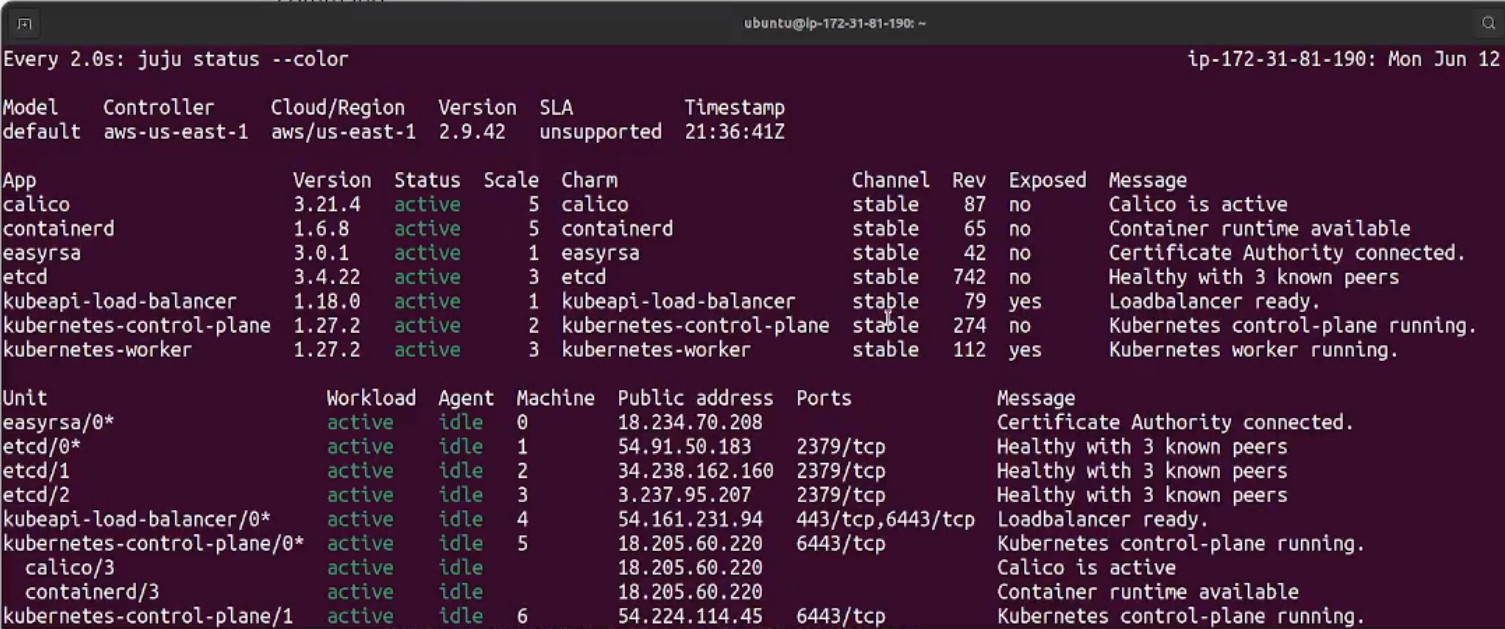 ubuntu@ip-172-31-81-190: ~
Every 2.0s: juju status --color ip-172-31-81-190: Mon Jun 12
Model Controller Cloud/Region Version SLA Timestamp
default aws-us-east-1 aws/us-east-1 2.9.42 unsupported 21:36:41Z
App Version Status Scale Charm Channel Rev Exposed Message
calico 3.21.4 active 5 calico stable 87 no Calico is active
containerd 1.6.8 active 5 containerd stable 65 no Container runtime available
easyrsa 3.0.1 active 1 easyrsa stable 42 no Certificate Authority connected.
etcd 3.4.22 active 3 etcd stable 742 no Healthy with 3 known peers
kubeapi-load-balancer 1.18.0 active 1 kubeapi-load-balancer stable 79 yes Loadbalancer ready.
kubernetes-control-plane 1.27.2 active 2 kubernetes-control-plane stable 274 no Kubernetes control-plane running.
kubernetes-worker 1.27.2 active 3 kubernetes-worker stable 112 yes Kubernetes worker running.
Unit Workload Agent Machine Public address Ports Message
easyrsa/0* active idle 0 18.234.70.208 Certificate Authority connected.
etcd/0* active idle 1 54.91.50.183 2379/tcp Healthy with 3 known peers
etcd/1 active idle 2 34.238.162.160 2379/tcp Healthy with 3 known peers
etcd/2 active idle 3 3.237.95.207 2379/tcp Healthy with 3 known peers
kubeapi-load-balancer/0* active idle 4 54.161.231.94 443/tcp,6443/tcp Loadbalancer ready.
kubernetes-control-plane/0* active idle 5 18.205.60.220 6443/tcp Kubernetes control-plane running.
calico/3 active idle 18.205.60.220 Calico is active
containerd/3 active idle 18.205.60.220 Container runtime available
kubernetes-control-plane/1 active idle 6 54.224.114.45 6443/tcp Kubernetes control-plane running.